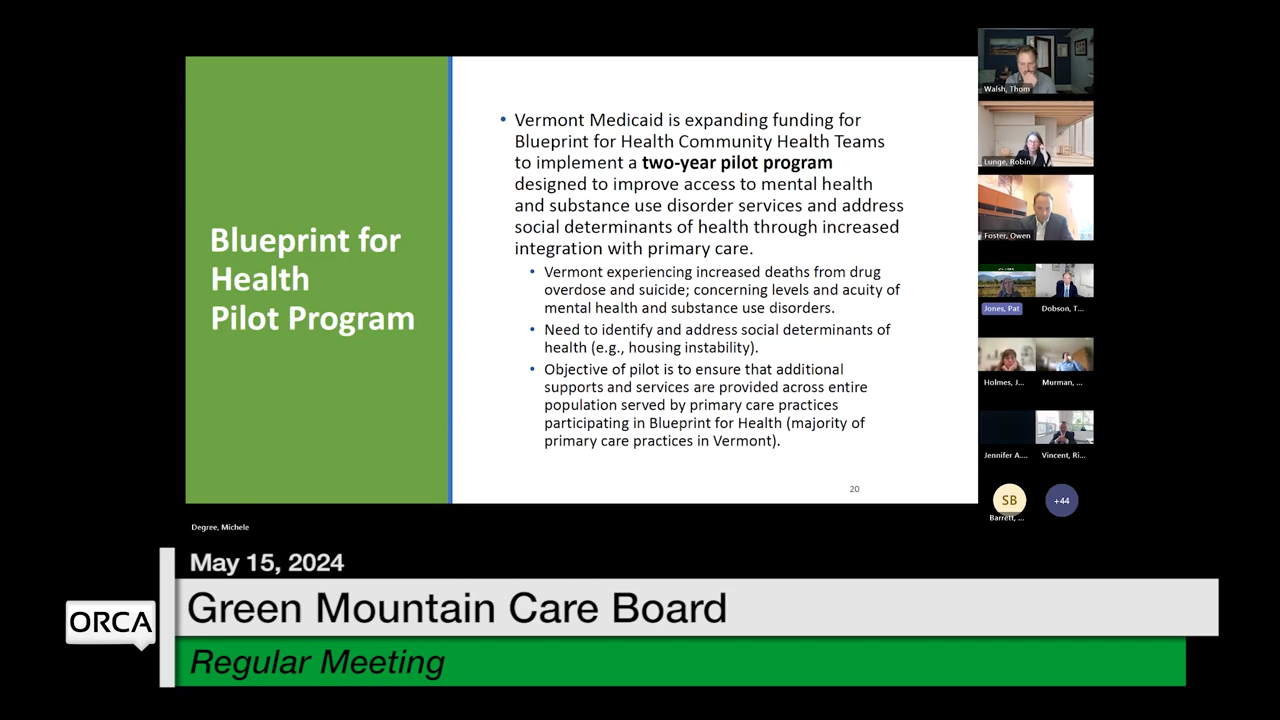 Blueprint for
Health
Pilot Program
• Vermont Medicaid is expanding funding for
Blueprint for Health Community Health Teams
to implement a two-year pilot program
designed to improve access to mental health
and substance use disorder services and address
social determinants of health through increased
integration with primary care.
• Vermont experiencing increased deaths from drug
overdose and suicide; concerning levels and acuity of
mental health and substance use disorders.
• Need to identify and address social determinants of
health (e.g., housing instability).
• Objective of pilot is to ensure that additional
supports and services are provided across entire
population served by primary care practices
participating in Blueprint for Health (majority of
primary care practices in Vermont).
20
Walsh, Thom
Lunge, Robin
Foster, Owen
Jones, Pat
Dobson, T...
Holmes, J...
Murman, ...
Jennifer A....
Vincent, Ri...
SB
+44
Barrett, ...
Degree, Michele
May 15, 2024
ORCA
Green Mountain Care Board
Regular Meeting